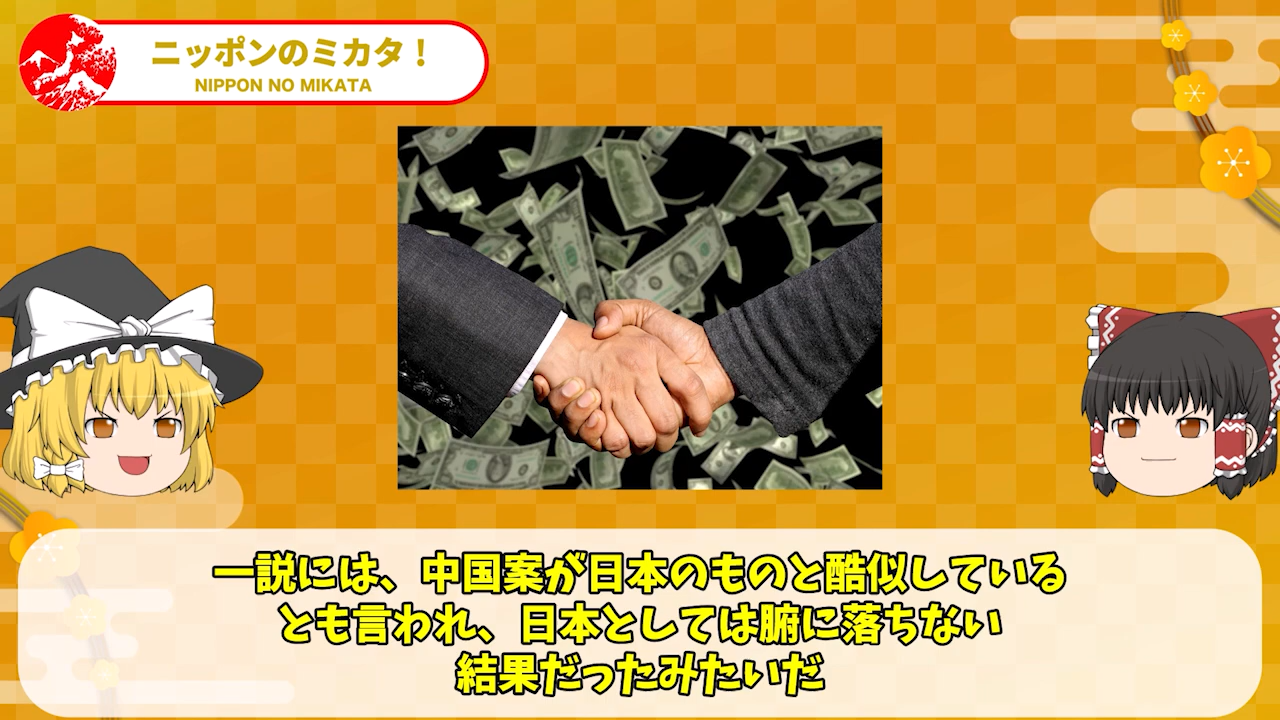 ニッポンのミカタ！
NIPPON NO MIKATA
一説には、中国案が日本のものと酷似している
とも言われ、日本としては腑に落ちない
結果だったみたいだ